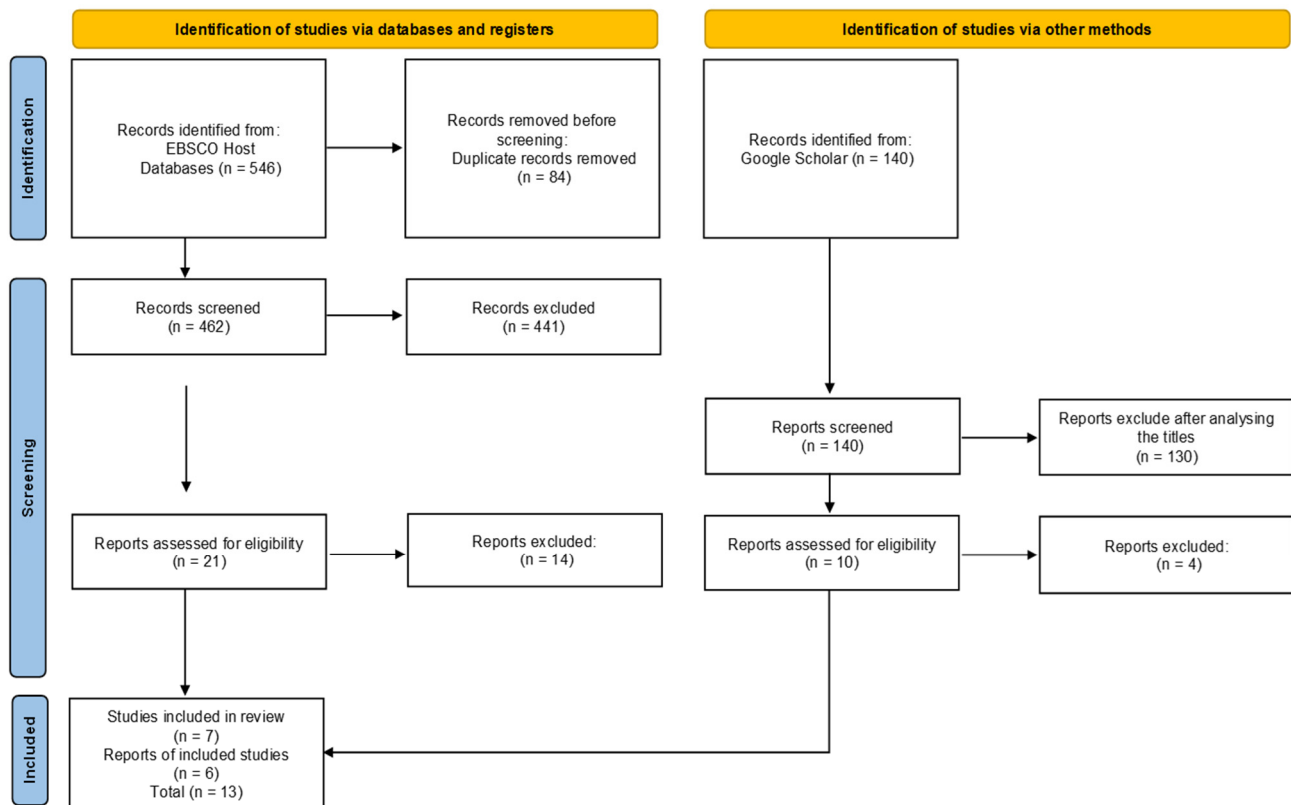 Identification of studies via databases and registers
Identification of studies via other methods
Identification
Records identified from:
EBSCO Host
Databases (n = 546)
Records removed before
screening:
Duplicate records removed
(n = 84)
Records identified from:
Google Scholar (n = 140)
Screening
Records screened
(n = 462)
Records excluded
(n = 441)
Reports screened
(n = 140)
Reports exclude after analysing
the titles
(n = 130)
Reports assessed for eligibility
(n = 21)
Reports excluded:
(n = 14)
Reports assessed for eligibility
(n = 10)
Reports excluded:
(n = 4)
Included
Studies included in review
(n = 7)
Reports of included studies
(n = 6)
Total (n = 13)